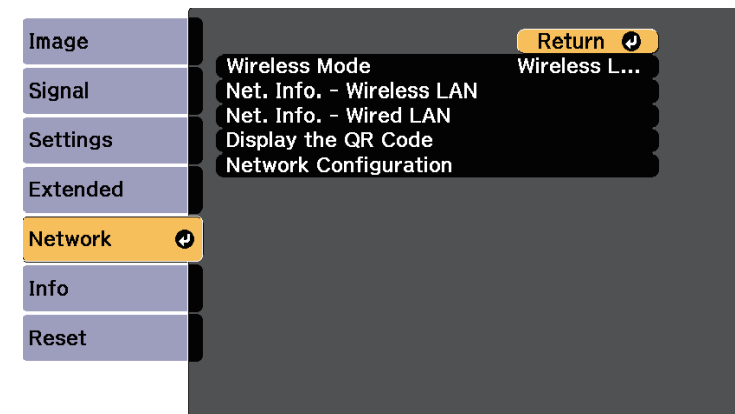 Image
Signal
Settings
Extended
Network
Info
Reset
Return
Wireless Mode Wireless L...
Net. Info. - Wireless LAN
Net. Info. - Wired LAN
Display the QR Code
Network Configuration